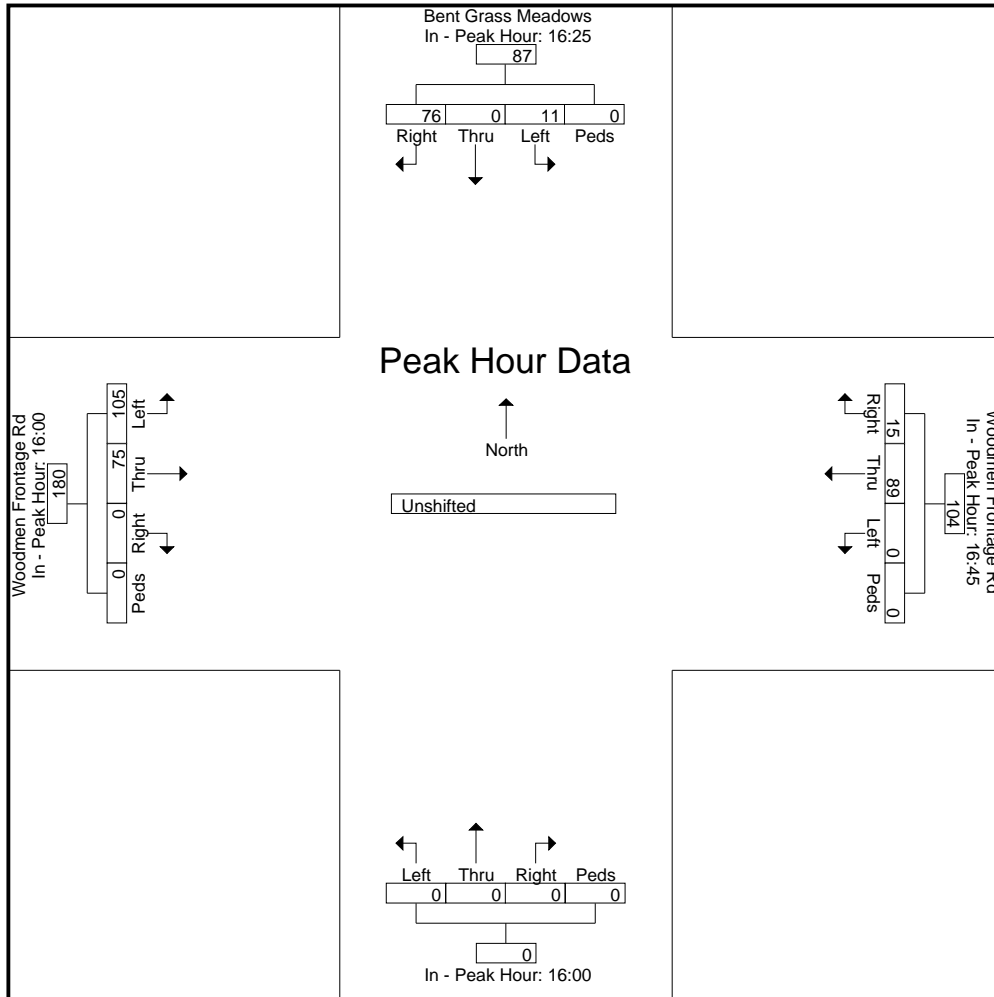 Bent Grass Meadows
In - Peak Hour: 16:25
87
76 0 11 0
Right Thru Left Peds
Peak Hour Data
North
Unshifted
Woodmen Frontage Rd
In - Peak Hour: 16:00
180
105 75 0 0
Left Thru Right Peds
Right Thru Left Peds
15 89 0 0
104
In - Peak Hour: 16:45
Woodmen Frontage Rd
Left Thru Right Peds
0 0 0 0
0
In - Peak Hour: 16:00